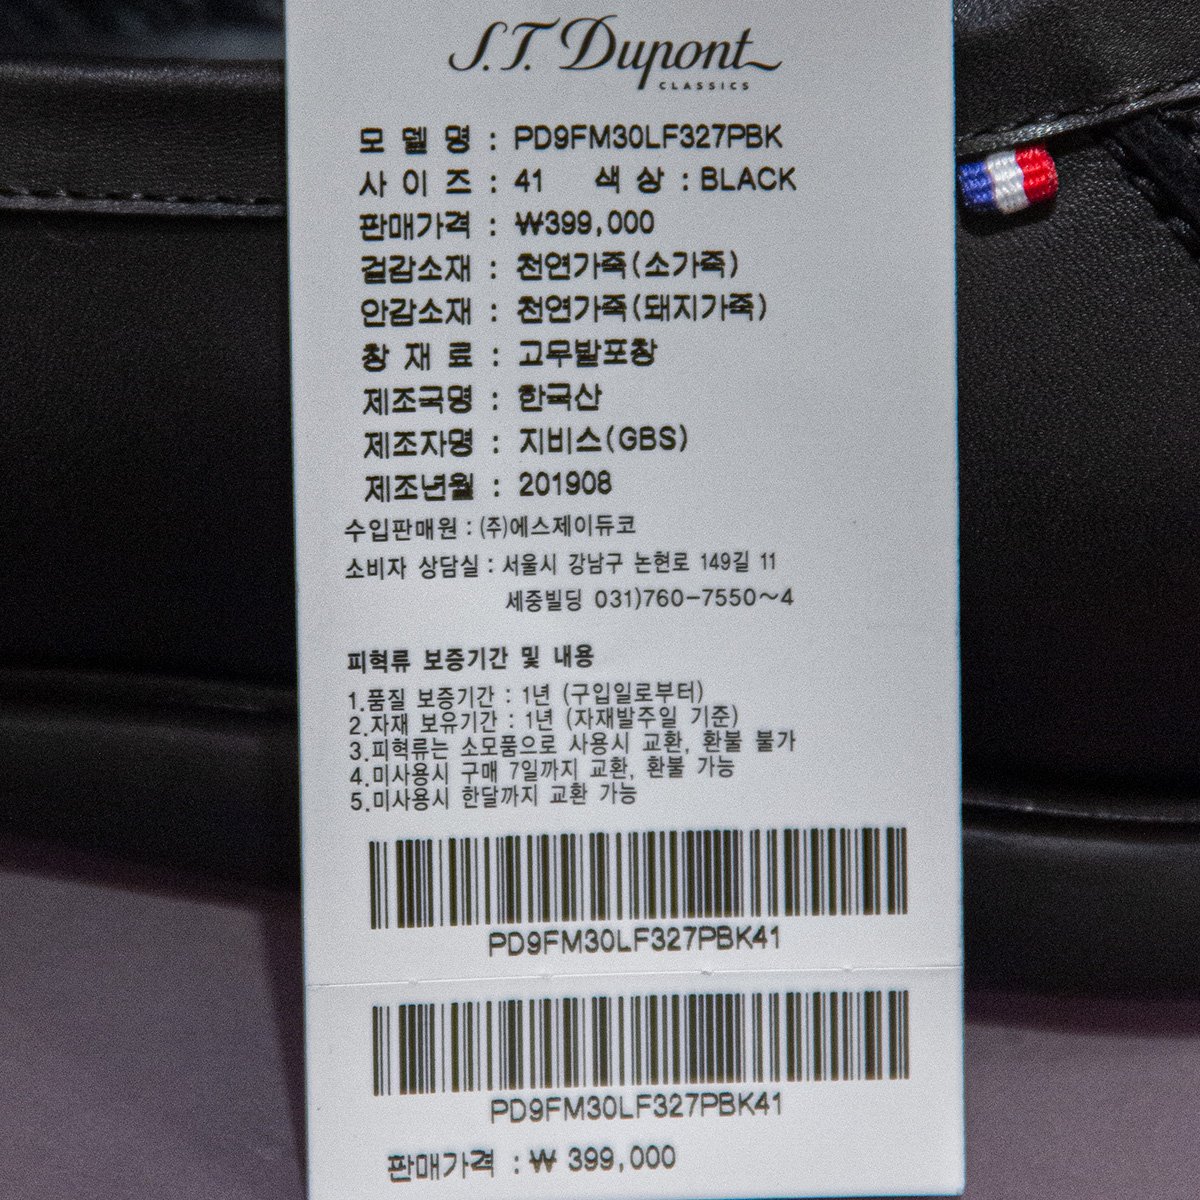 S.T. Dupont
CLASSICS
모 델 명 : PD9FM30LF327PBK
사 이 즈 : 41 색 상 : BLACK
판매가격 : ₩399,000
겉감소재 : 천연가죽(소가죽)
안감소재 : 천연가죽(돼지가죽)
창 재 료 : 고무발포창
제조국명 : 한국산
제조자명 : 지비스(GBS)
제조년월 : 201908
수입판매원 : (주)에스제이듀코
소비자 상담실 : 서울시 강남구 논현로 149길 11
세중빌딩 031)760-7550~4
피혁류 보증기간 및 내용
1.품질 보증기간 : 1년 (구입일로부터)
2.자재 보유기간 : 1년 (자재발주일 기준)
3.피혁류는 소모품으로 사용시 교환, 환불 불가
4.미사용시 구매 7일까지 교환, 환불 가능
5.미사용시 한달까지 교환 가능
PD9FM30LF327PBK41
PD9FM30LF327PBK41
판매가격 : ₩ 399,000